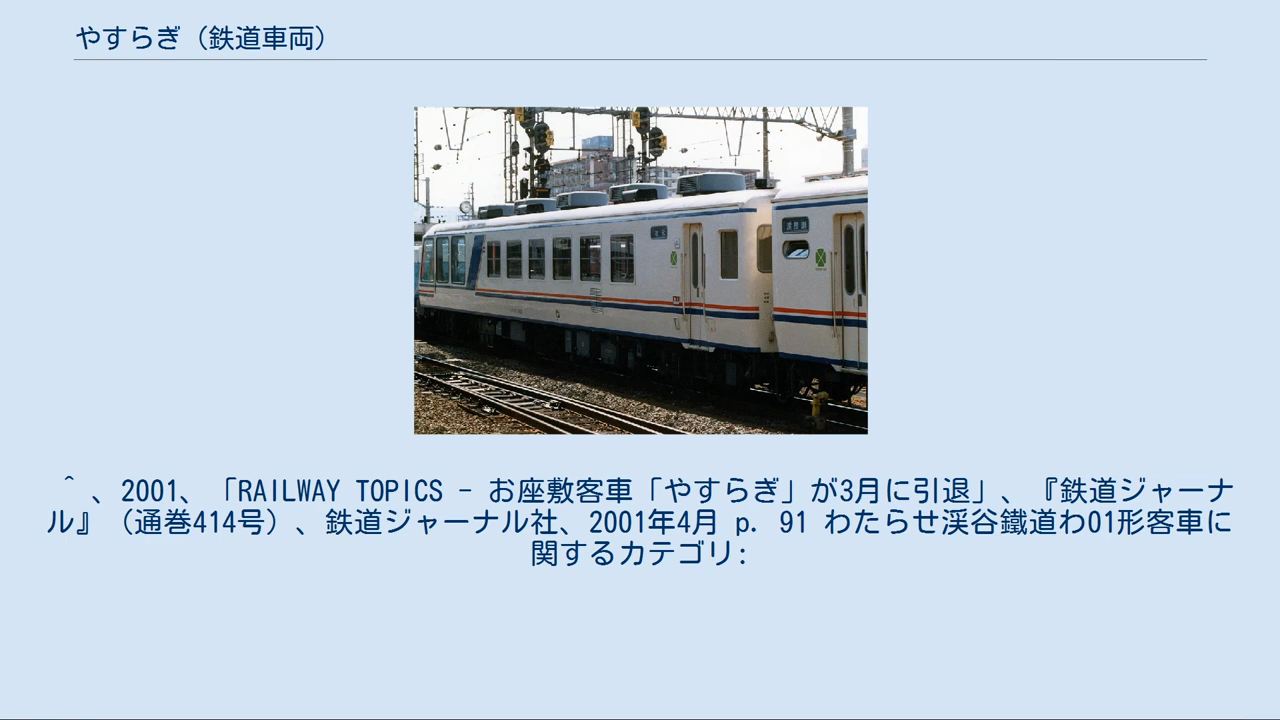 やすらぎ（鉄道車両）
^ 、2001、「RAILWAY TOPICS - お座敷客車「やすらぎ」が3月に引退」、『鉄道ジャーナ
ル』（通巻414号）、鉄道ジャーナル社、2001年4月 p. 91 わたらせ渓谷鐵道わ01形客車に
関するカテゴリ: